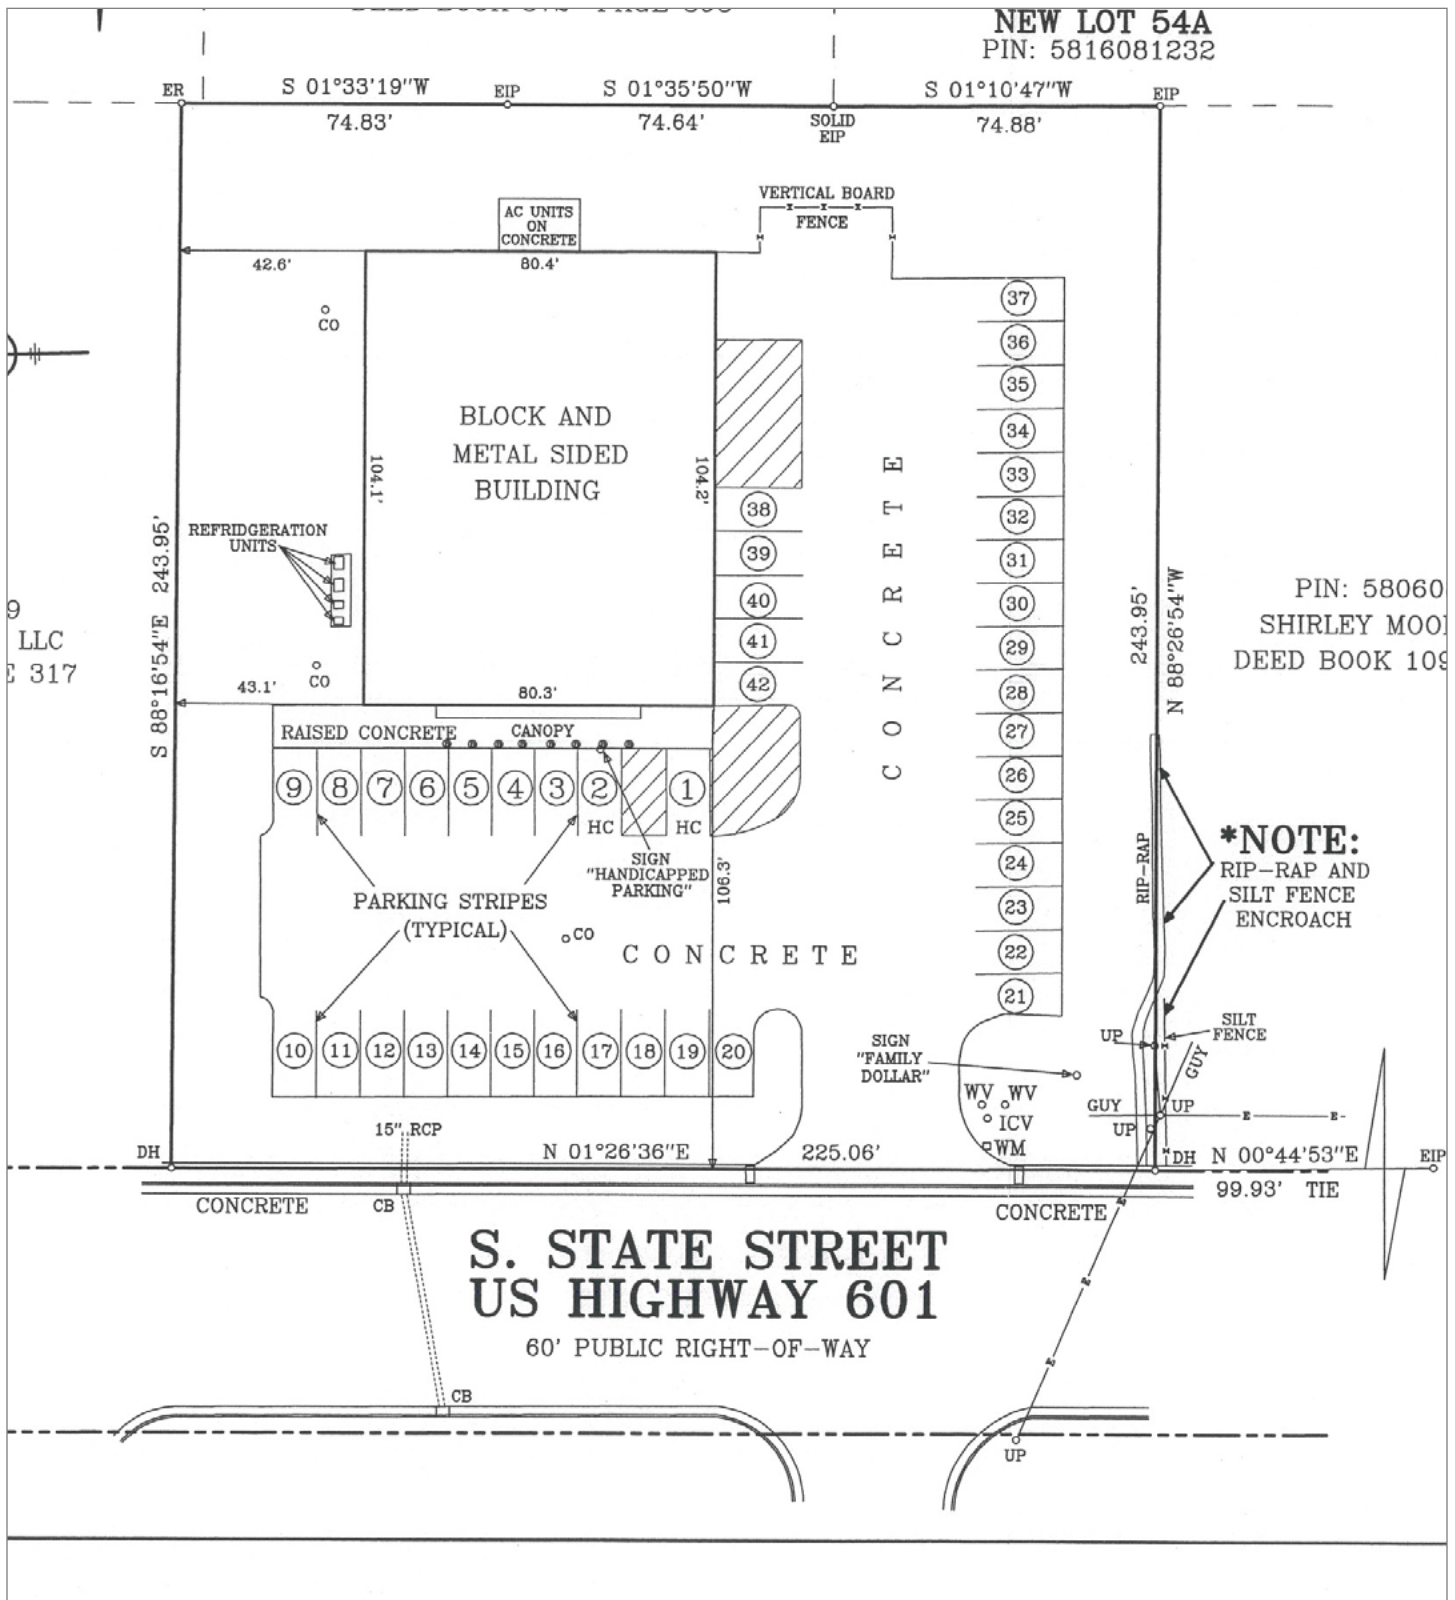 NEW LOT 54A
PIN: 5816081232
ER
S 01°33'19"W
EIP
S 01°35'50"W
S 01°10'47"W
EIP
74.83'
74.64'
SOLID
EIP
74.88'
VERTICAL BOARD
FENCE
AC UNITS
ON
CONCRETE
42.6'
80.4'
CO
BLOCK AND
METAL SIDED
BUILDING
104.1'
104.2'
REFRIDGERATION
UNITS
CO
43.1'
80.3'
S 88°16'54"E 243.95'
LLC
317
37
36
35
34
33
32
31
30
29
28
27
26
25
24
23
22
21
38
39
40
41
42
CONCRETE
243.95'
N 88°26'54"W
PIN: 58060
SHIRLEY MOO
DEED BOOK 109
RAISED CONCRETE
CANOPY
9
8
7
6
5
4
3
2
1
HC
HC
SIGN
"HANDICAPPED
PARKING"
106.3'
PARKING STRIPES
(TYPICAL)
CO
CONCRETE
RIP-RAP
*NOTE:
RIP-RAP AND
SILT FENCE
ENCROACH
10
11
12
13
14
15
16
17
18
19
20
SIGN
"FAMILY
DOLLAR"
UP
SILT
FENCE
GUY
WV
WV
ICV
WM
GUY
UP
E
E-
UP
15" RCP
DH
N 01°26'36"E
225.06'
DH
N 00°44'53"E
EIP
99.93' TIE
CONCRETE
CB
CONCRETE
E
S. STATE STREET
US HIGHWAY 601
60' PUBLIC RIGHT-OF-WAY
E
E
CB
UP